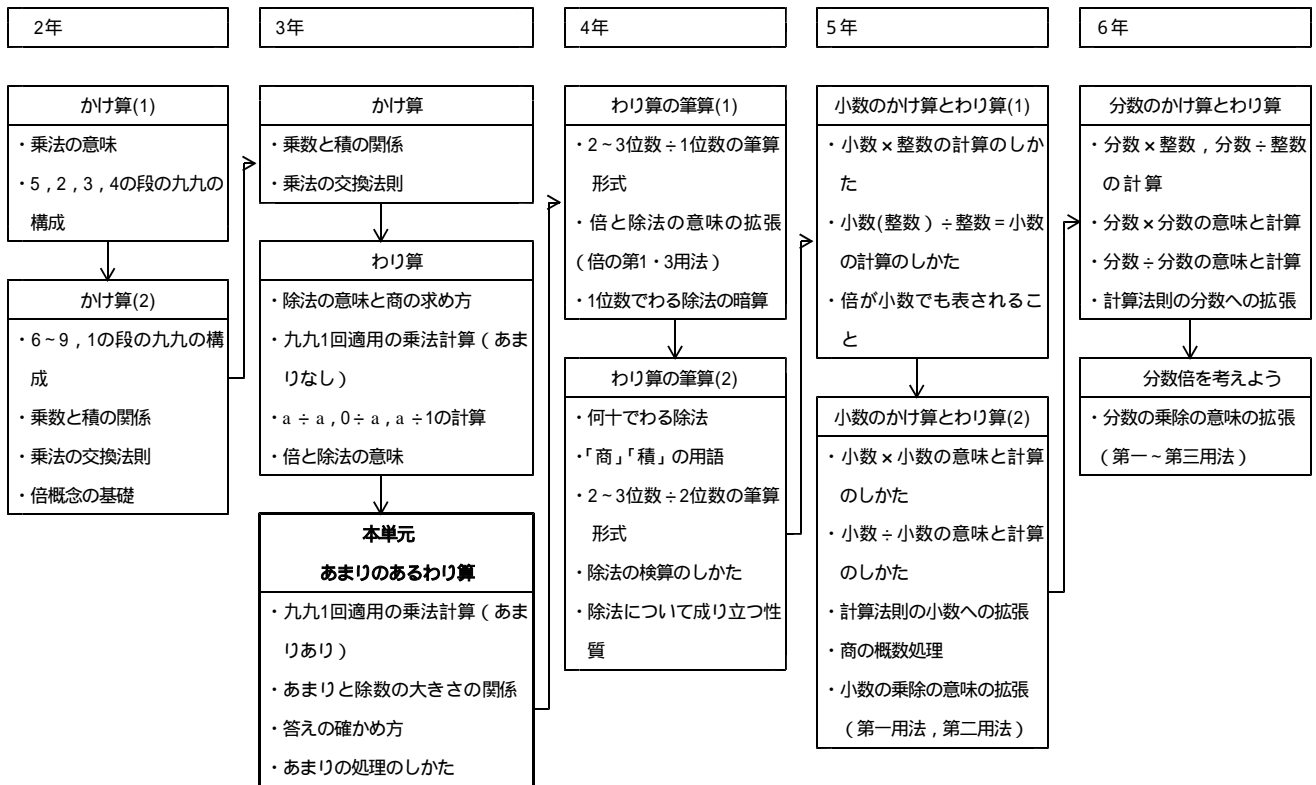 2年
3年
4年
5年
6年
かけ算(1)
・乗法の意味
・5,2,3,4の段の九九の
構成
かけ算(2)
・6~9,1の段の九九の構
成
・乗数と積の関係
・乗法の交換法則
・倍概念の基礎
かけ算
・乗数と積の関係
・乗法の交換法則
わり算
・除法の意味と商の求め方
・九九1回適用の乗法計算(あま
りなし)
・a÷a,0÷a,a÷1の計算
・倍と除法の意味
本単元
あまりのあるわり算
・九九1回適用の乗法計算(あま
りあり)
・あまりと除数の大きさの関係
・答えの確かめ方
・あまりの処理のしかた
わり算の筆算(1)
・2~3位数÷1位数の筆算
形式
・倍と除法の意味の拡張
(倍の第1・3用法)
・1位数でわる除法の暗算
わり算の筆算(2)
・何十でわる除法
・「商」「積」の用語
・2~3位数÷2位数の筆算
形式
・除法の検算のしかた
・除法について成り立つ性
質
小数のかけ算とわり算(1)
・小数×整数の計算のしか
た
・小数(整数)÷整数=小数
の計算のしかた
・倍が小数でも表されるこ
と
小数のかけ算とわり算(2)
・小数×小数の意味と計算
のしかた
・小数÷小数の意味と計算
のしかた
・計算法則の小数への拡張
・商の概数処理
・小数の乗除の意味の拡張
(第一用法,第二用法)
分数のかけ算とわり算
・分数×整数,分数÷整数
の計算
・分数×分数の意味と計算
・分数÷分数の意味と計算
・計算法則の分数への拡張
分数倍を考えよう
・分数の乗除の意味の拡張
(第一~第三用法)